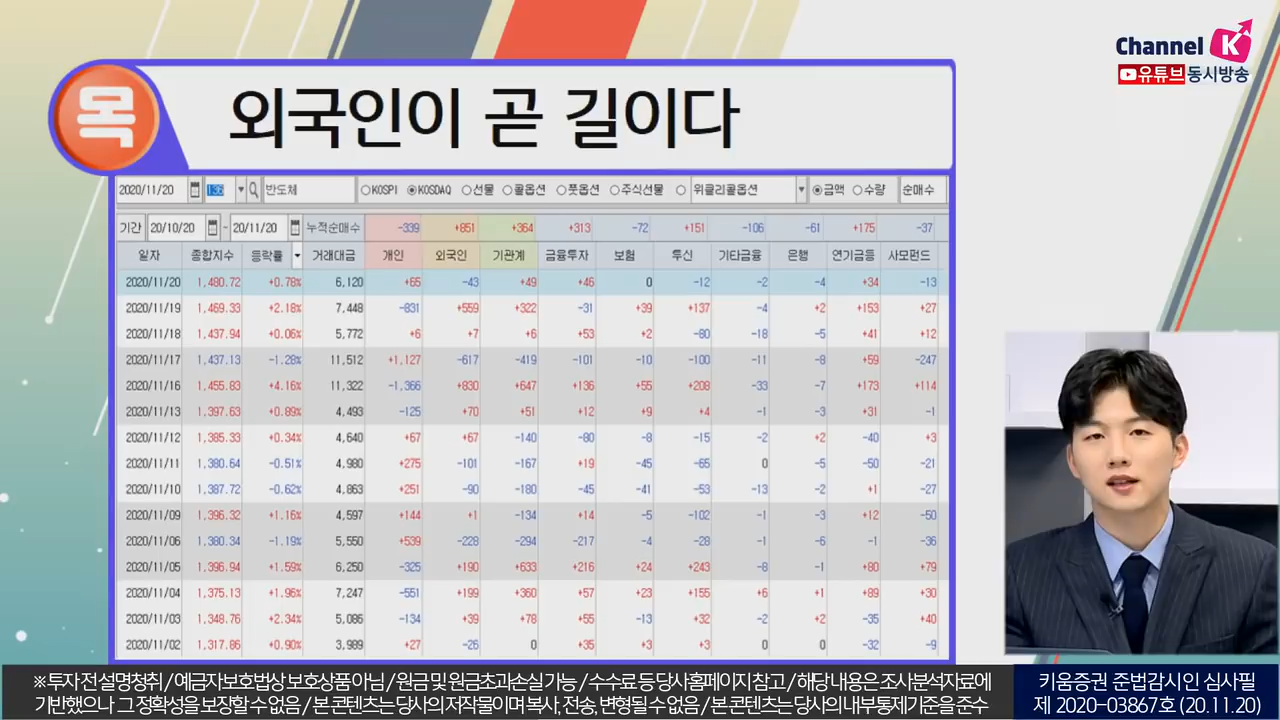 Channel K
유튜브동시방송
목 외국인이 곧 길이다
2020/11/20 136 반도체 KOSPI KOSDAQ 선물 콜옵션 풋옵션 주식선물 위클리콜옵션 금액 수량 순매수
기간 20/10/20 ~ 20/11/20 누적순매수 -339 +851 +364 +313 -72 +151 -106 -61 +175 -37
일자 종합지수 등락률 거래대금 개인 외국인 기관계 금융투자 보험 투신 기타금융 은행 연기금등 사모펀드
2020/11/20 1,480.72 +0.78% 6,120 +65 -43 +49 +46 0 -12 -2 -4 +34 -13
2020/11/19 1,469.33 +2.18% 7,448 -831 +559 +322 -31 +39 +137 -4 +2 +153 +27
2020/11/18 1,437.94 +0.06% 5,772 +6 +7 +6 +53 +2 -80 -18 -5 +41 +12
2020/11/17 1,437.13 -1.28% 11,512 +1,127 -617 -419 -101 -10 -100 -11 -8 +59 -247
2020/11/16 1,455.83 +4.16% 11,322 -1,366 +830 +647 +136 +55 +208 -33 -7 +173 +114
2020/11/13 1,397.63 +0.89% 4,493 -125 +70 +51 +12 +9 +4 -1 -3 +31 -1
2020/11/12 1,385.33 +0.34% 4,640 +67 +67 -140 -80 -8 -15 -2 +2 -40 +3
2020/11/11 1,380.64 -0.51% 4,980 +275 -101 -167 +19 -45 -65 0 -5 -50 -21
2020/11/10 1,387.72 -0.62% 4,863 +251 -90 -180 -45 -41 -53 -13 -2 +1 -27
2020/11/09 1,396.32 +1.16% 4,597 +144 +1 -134 +14 -5 -102 -1 -3 +12 -50
2020/11/06 1,380.34 -1.19% 5,550 +539 -228 -294 -217 -4 -28 -1 -6 -1 -36
2020/11/05 1,396.94 +1.59% 6,250 -325 +190 +633 +216 +24 +243 -8 -1 +80 +79
2020/11/04 1,375.13 +1.96% 7,247 -551 +199 +360 +57 +23 +155 +6 +1 +89 +30
2020/11/03 1,348.76 +2.34% 5,086 -134 +39 +78 +55 -13 +32 -2 +2 -35 +40
2020/11/02 1,317.86 +0.90% 3,989 +27 -26 0 +35 +3 +3 0 0 -32 -9
※ 투자 전 설명청취 / 예금자보호법상 보호상품 아님 / 원금 및 원금초과손실 가능 / 수수료 등 당사홈페이지 참고 / 해당 내용은 조사분석자료에
기반했으나 그 정확성을 보장할 수 없음 / 본 콘텐츠는 당사의 저작물이며 복사, 전송, 변형될 수 없음 / 본 콘텐츠는 당사의 내부통제기준을 준수
키움증권 준법감시인 심사필
제 2020-03867호 (20.11.20)